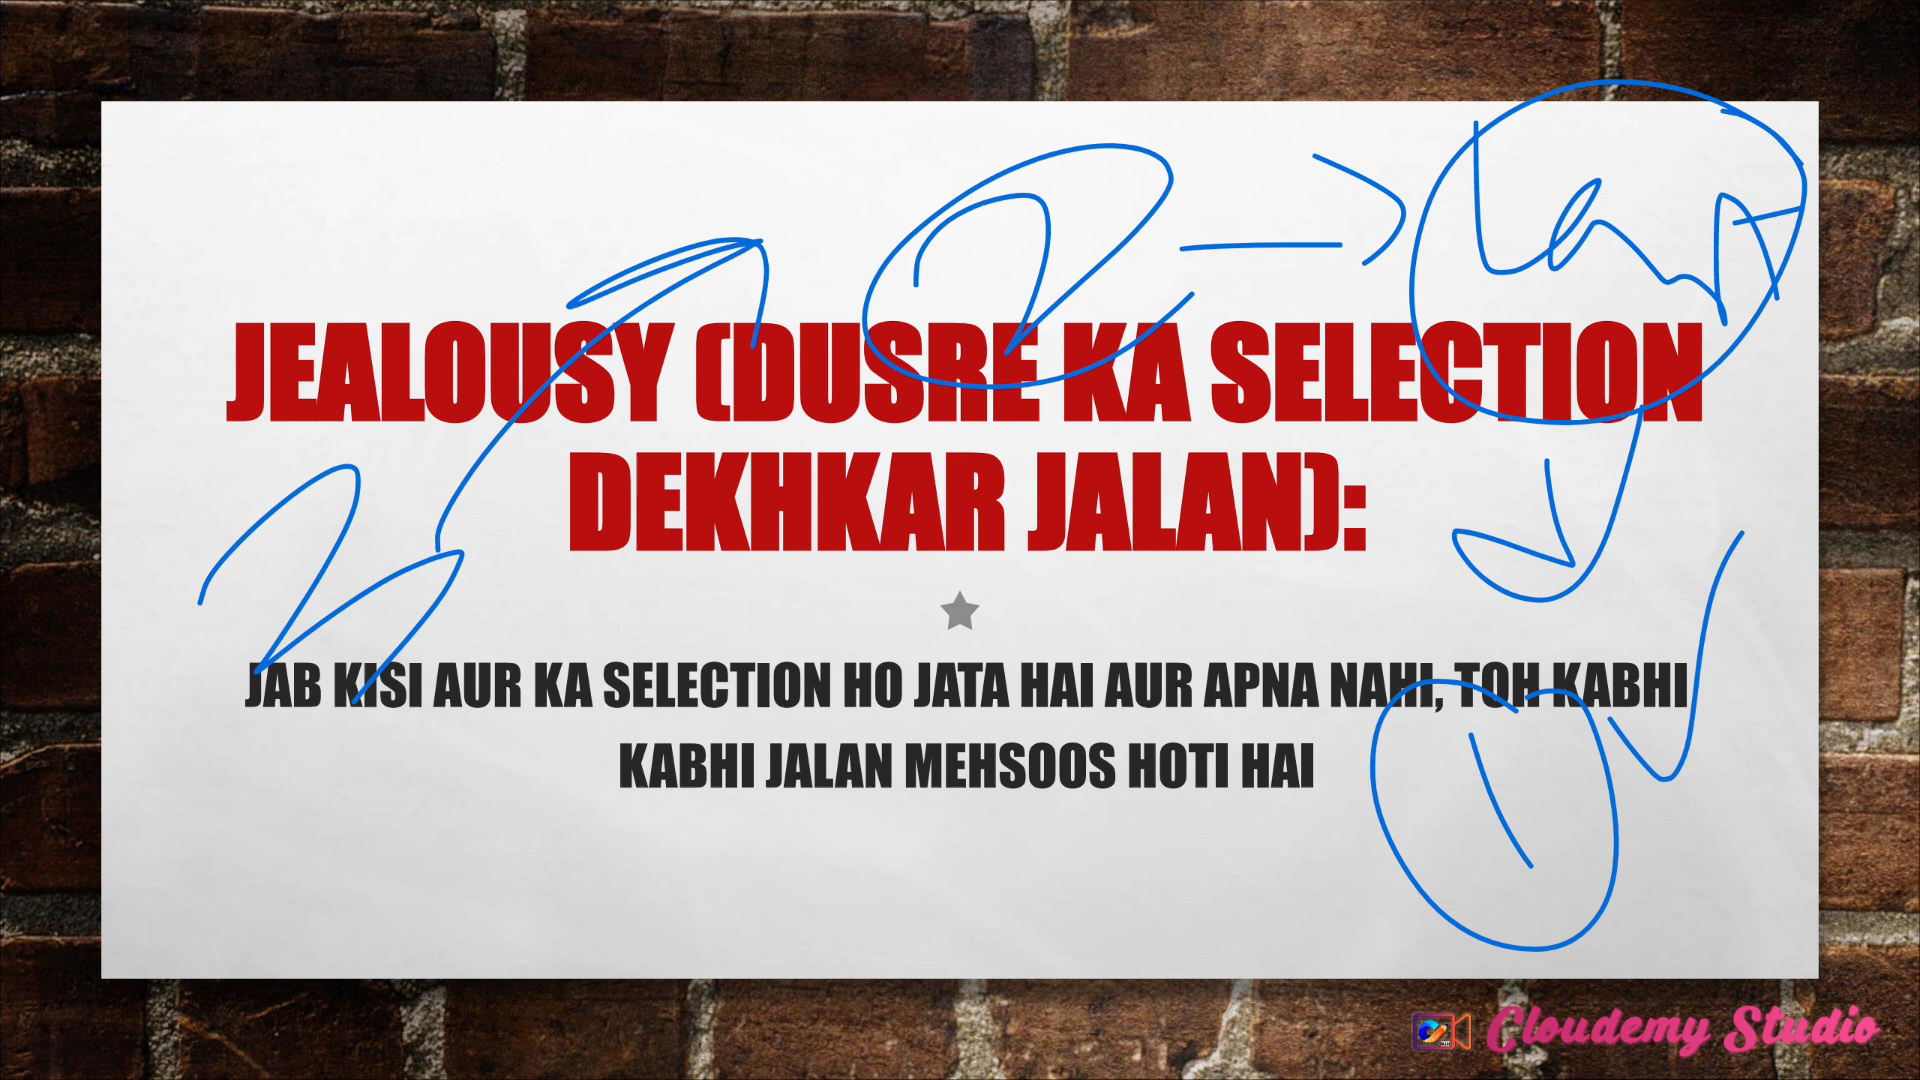 JEALOUSY (DUSRE KA SELECTION
DEKHKAR JALAN):
JAB KISI AUR KA SELECTION HO JATA HAI AUR APNA NAHI, TOH KABHI
KABHI JALAN MEHSOOS HOTI HAI
Cloudemy Studio